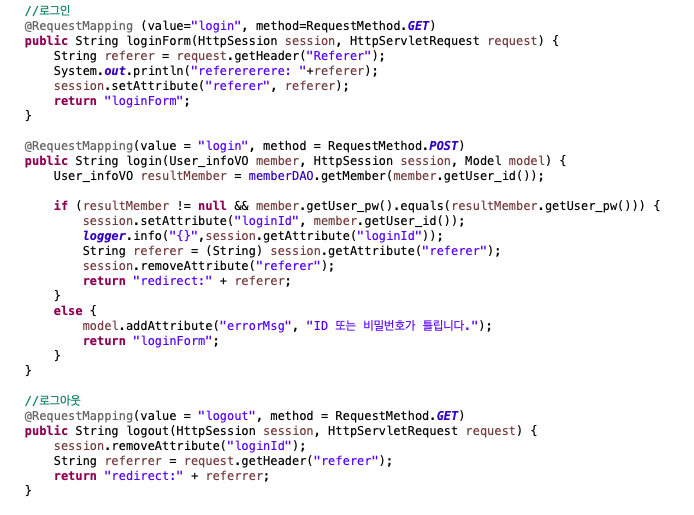 //로그인
@RequestMapping (value="login", method=RequestMethod.GET)
public String loginForm(HttpSession session, HttpServletRequest request) {
String referer = request.getHeader("Referer");
System.out.println("referererere: "+referer);
session.setAttribute("referer", referer);
return "loginForm";
}
@RequestMapping(value = "login", method = RequestMethod.POST)
public String login(User_infoVO member, HttpSession session, Model model) {
User_infoVO resultMember = memberDAO.getMember(member.getUser_id());
if (resultMember != null && member.getUser_pw().equals(resultMember.getUser_pw())) {
session.setAttribute("loginId", member.getUser_id());
logger.info("{}",session.getAttribute("loginId"));
String referer = (String) session.getAttribute("referer");
session.removeAttribute("referer");
return "redirect:" + referer;
}
else {
model.addAttribute("errorMsg", "ID 또는 비밀번호가 틀립니다.");
return "loginForm";
}
}
//로그아웃
@RequestMapping(value = "logout", method = RequestMethod.GET)
public String logout(HttpSession session, HttpServletRequest request) {
session.removeAttribute("loginId");
String referrer = request.getHeader("referer");
return "redirect:" + referrer;
}